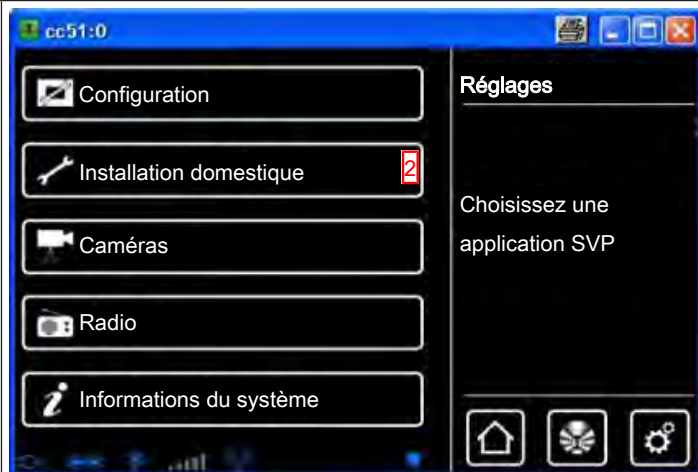 cc51:0
Configuration
Installation domestique 2
Caméras
Radio
Informations du système
Réglages
Choisissez une
application SVP